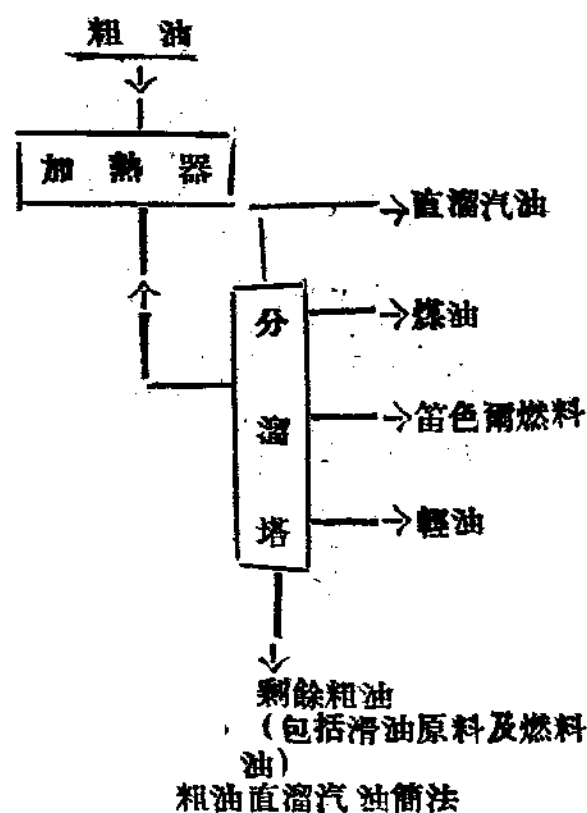 粗 油
加 熱 器
直溜汽油
分溜塔
煤油
笛色爾燃料
輕油
剩餘粗油
(包括滑油原料及燃料
油)
粗油直溜汽油簡法